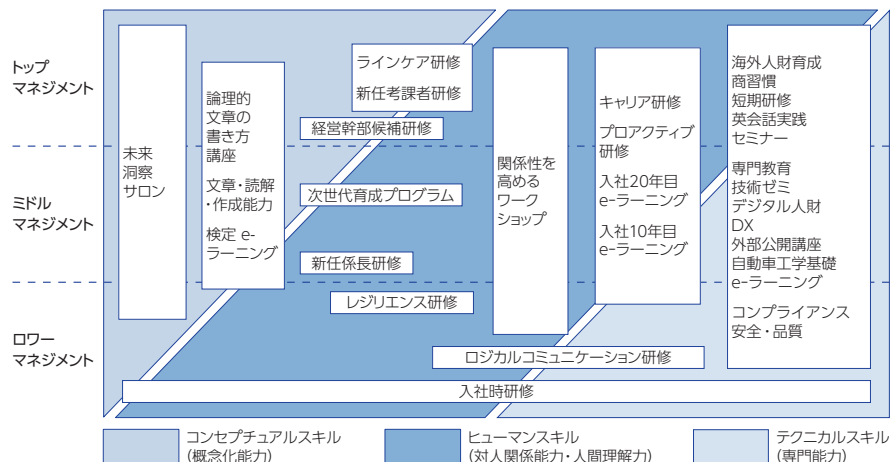 トップ
マネジメント
ミドル
マネジメント
ロワー
マネジメント
未来
洞察
サロン
論理的
文章の
書き方
講座
文章・読解
・作成能力
検定 e-
ラーニング
ラインケア研修
新任考課者研修
経営幹部候補研修
次世代育成プログラム
新任係長研修
レジリエンス研修
関係性を
高める
ワーク
ショップ
キャリア研修
プロアクティブ
研修
入社20年目
e-ラーニング
入社10年目
e-ラーニング
海外人財育成
商習慣
短期研修
英会話実践
セミナー
専門教育
技術ゼミ
デジタル人財
DX
外部公開講座
自動車工学基礎
e-ラーニング
コンプライアンス
安全・品質
ロジカルコミュニケーション研修
入社時研修
コンセプチュアルスキル
(概念化能力)
ヒューマンスキル
(対人関係能力・人間理解力)
テクニカルスキル
(専門能力)